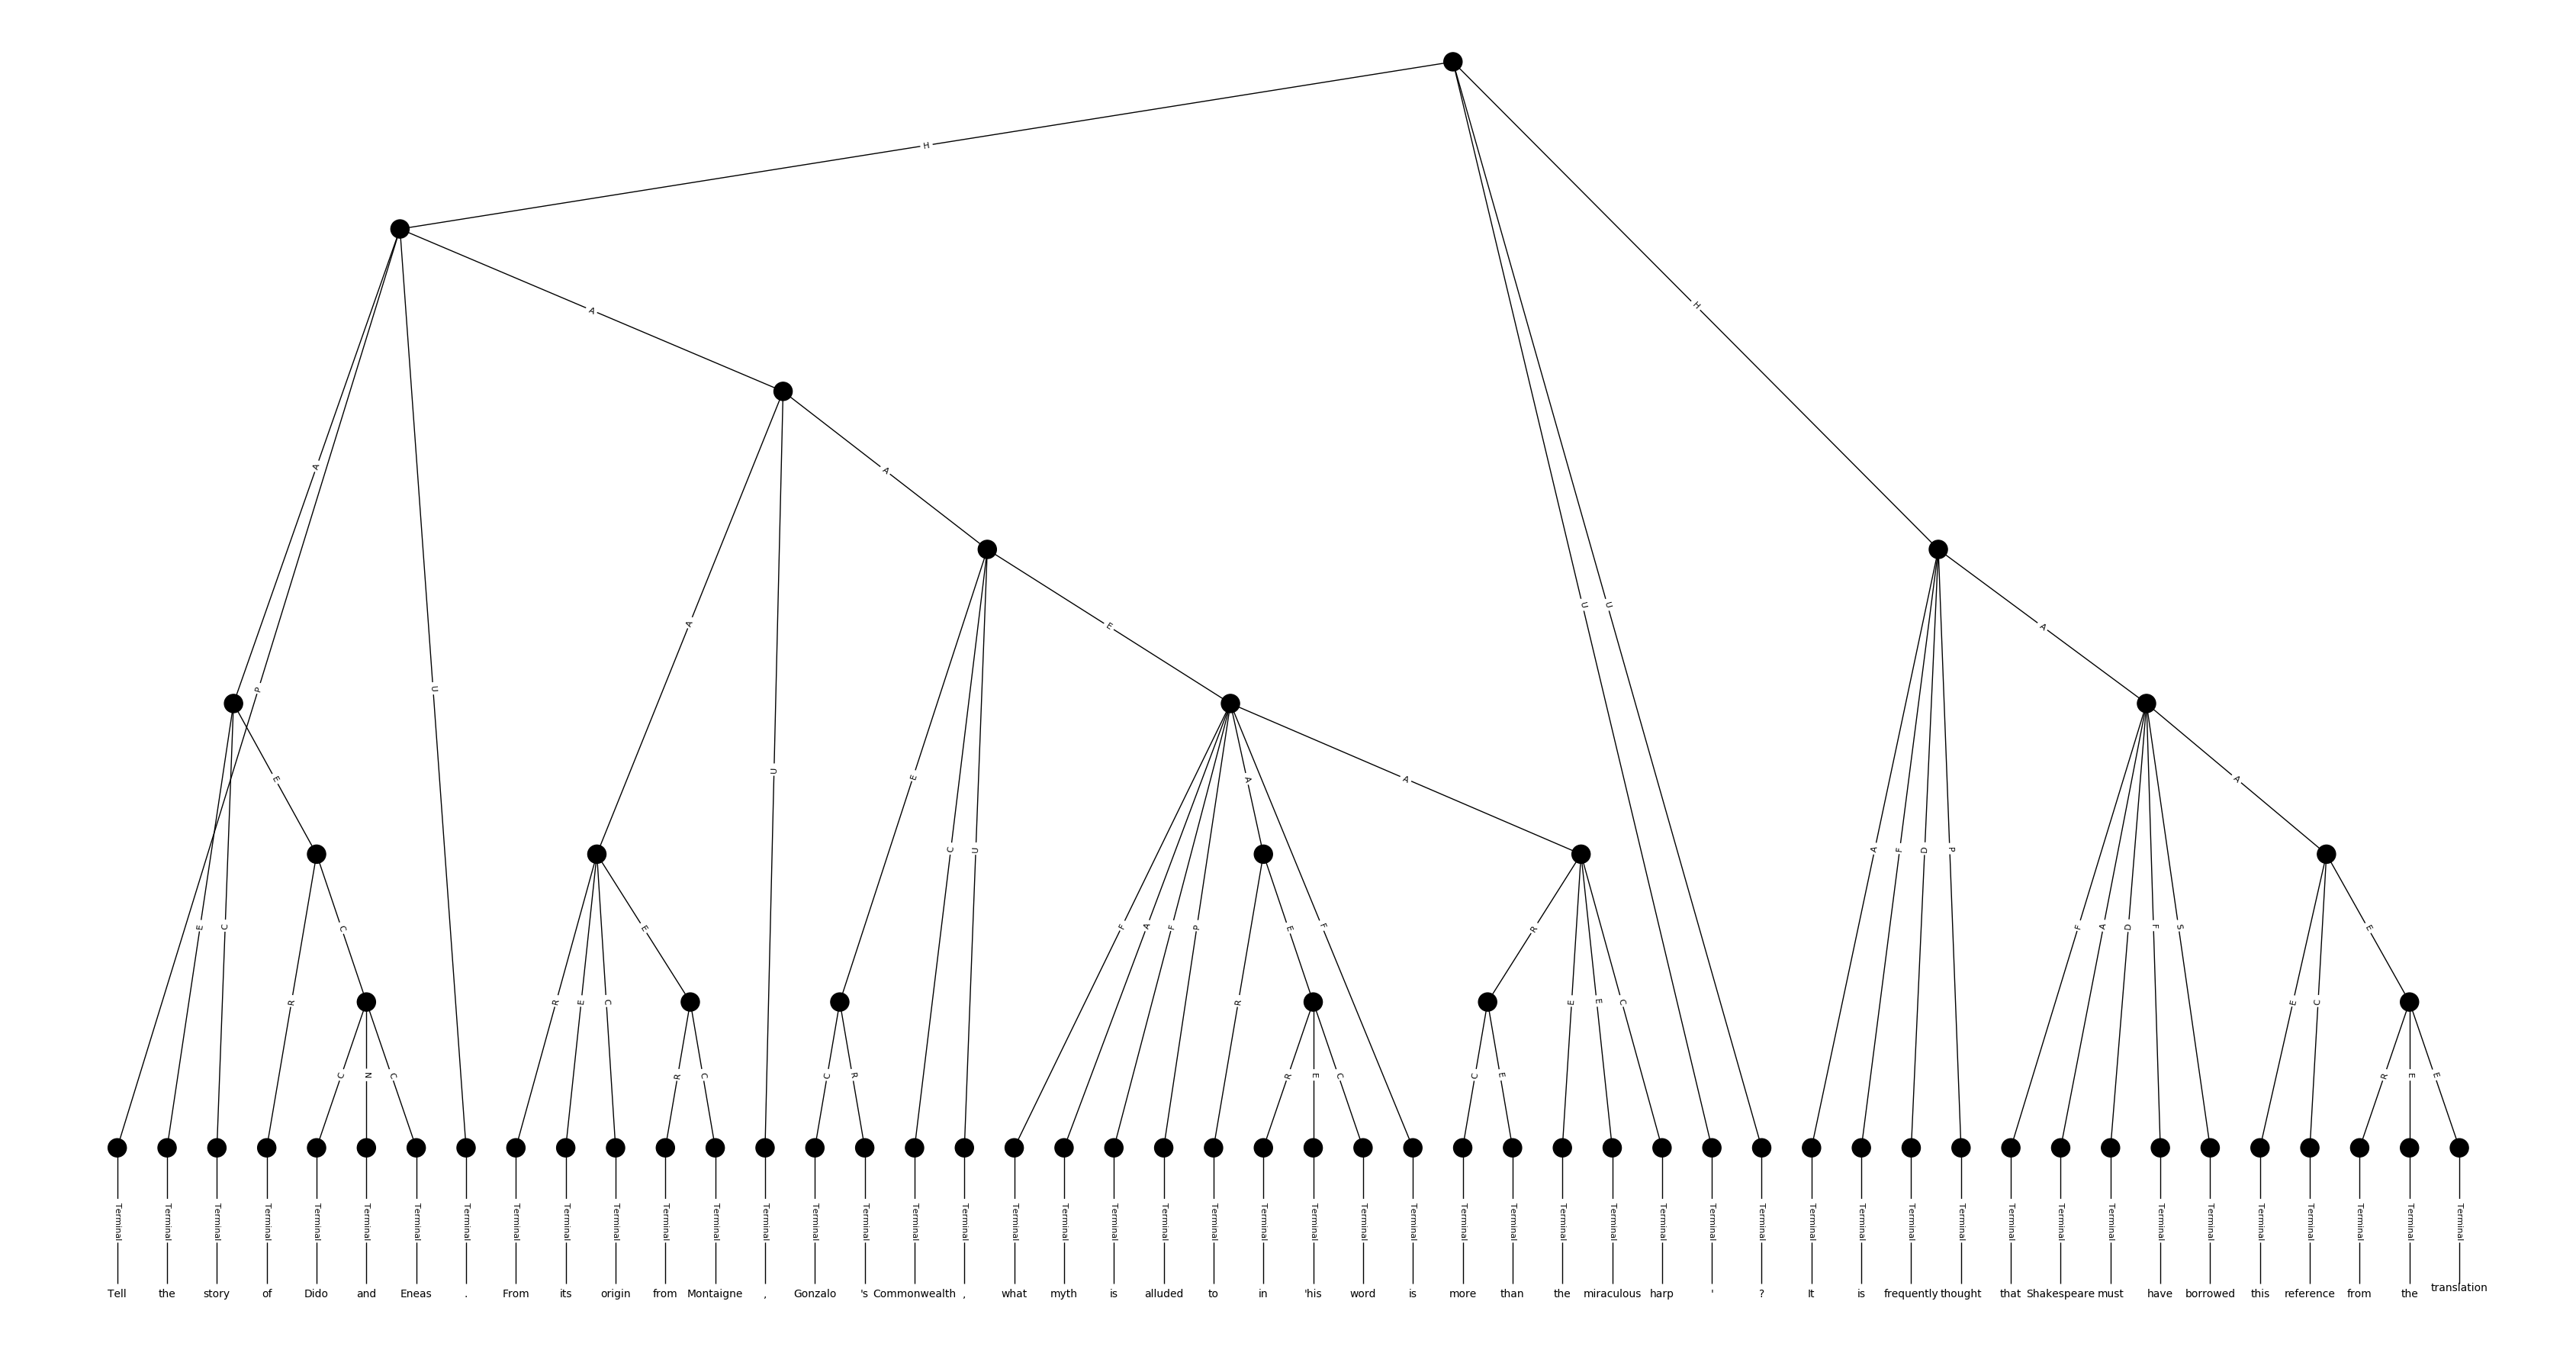 H
H
A
A
A
U
U
A
P
U
A
E
A
E
U
E
C
U
A
A
A
F
D
P
A
E
C
R
C
R
E
C
E
F
A
F
P
R
E
F
R
E
E
C
F
A
D
F
S
E
C
E
C
N
C
R
C
C
R
R
E
C
C
E
R
E
E
Terminal Terminal Terminal Terminal Terminal Terminal Terminal Terminal Terminal Terminal Terminal Terminal Terminal Terminal Terminal Terminal Terminal Terminal Terminal Terminal Terminal Terminal Terminal Terminal Terminal Terminal Terminal Terminal Terminal Terminal Terminal Terminal Terminal Terminal Terminal Terminal Terminal Terminal Terminal Terminal Terminal Terminal Terminal Terminal Terminal Terminal Terminal Terminal
Tell the story of Dido and Eneas . From its origin from Montaigne , Gonzalo 's Commonwealth , what myth is alluded to in 'his word is more than the miraculous harp ' ? It is frequently thought that Shakespeare must have borrowed this reference from the translation